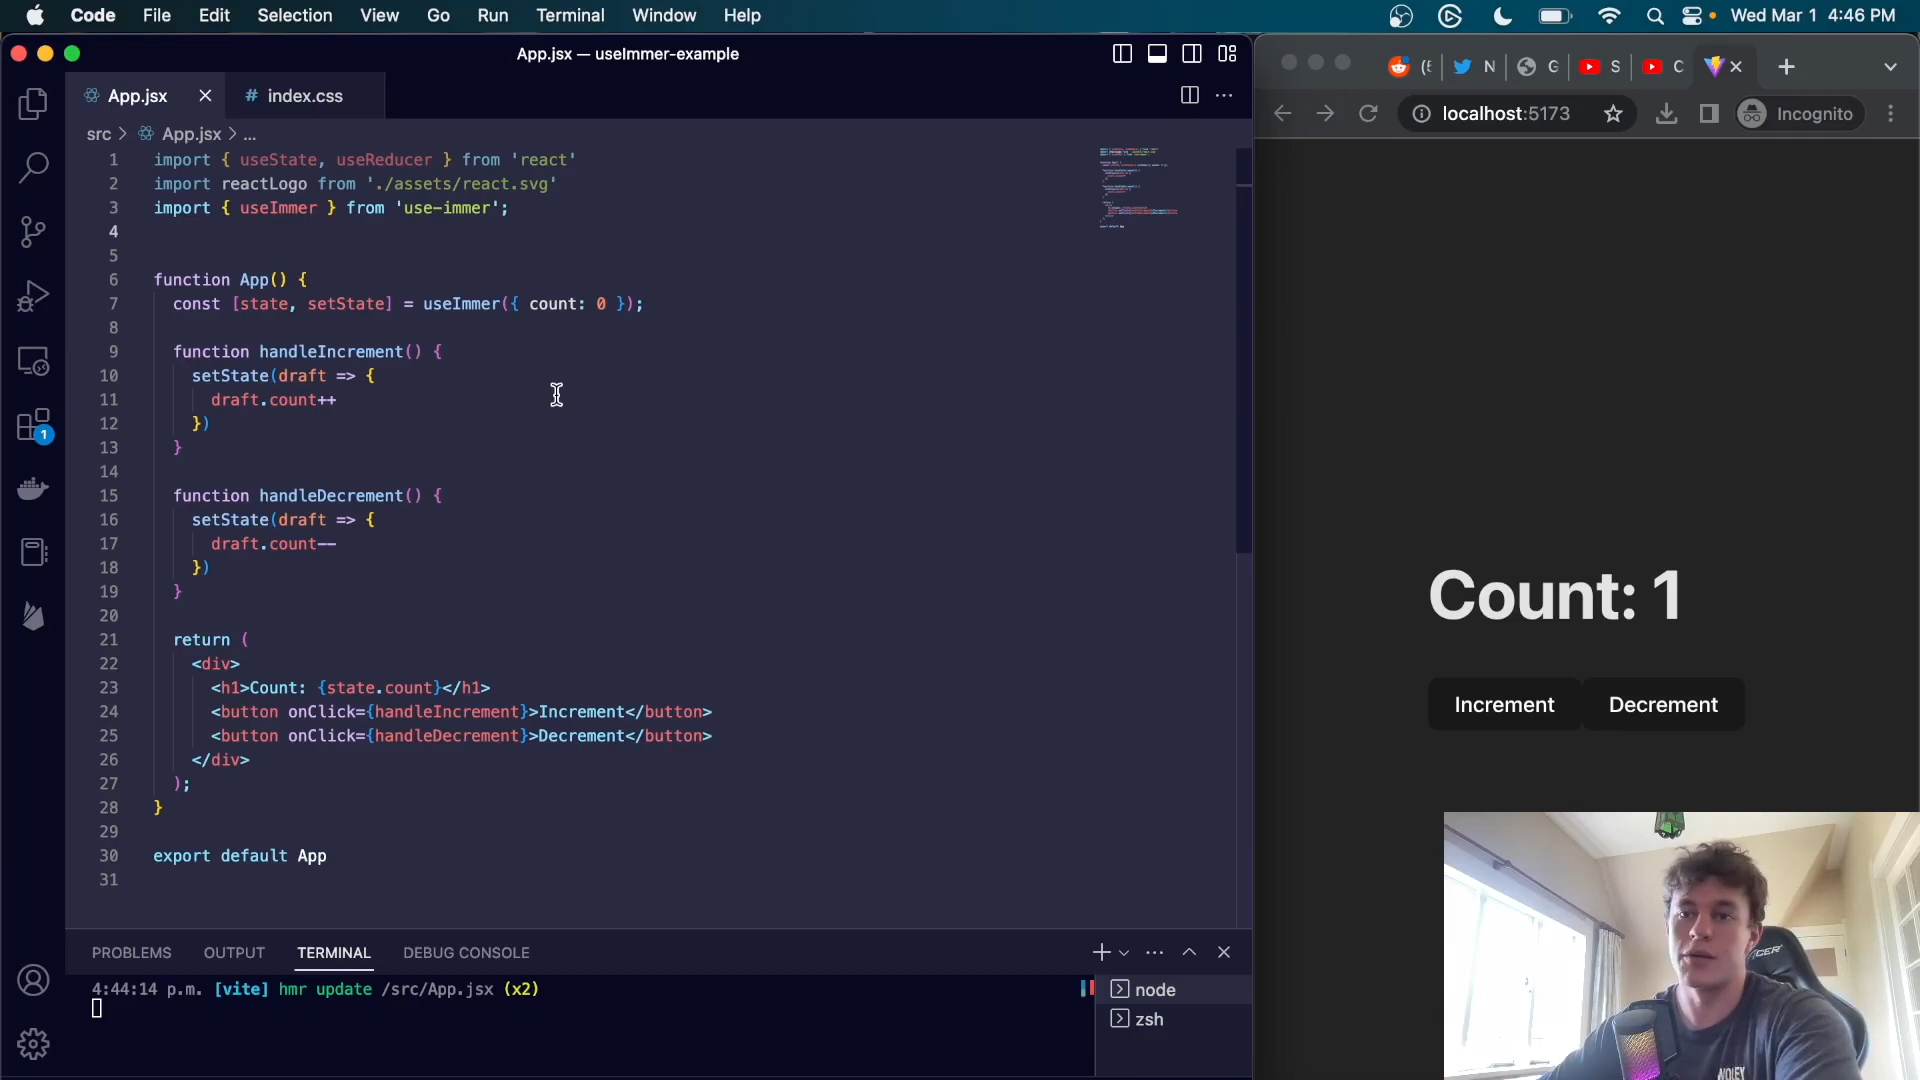 Code File Edit Selection View Go Run Terminal Window Help Wed Mar 1 4:46 PM
App.jsx — useImmer-example
App.jsx
# index.css
src > App.jsx > ...
1 import { useState, useReducer } from 'react'
2 import reactLogo from './assets/react.svg'
3 import { useImmer } from 'use-immer';
4
5
6 function App() {
7 const [state, setState] = useImmer({ count: 0 });
8
9 function handleIncrement() {
10 setState(draft => {
11 draft.count++
12 })
13 }
14
15 function handleDecrement() {
16 setState(draft => {
17 draft.count--
18 })
19 }
20
21 return (
22 <div>
23 <h1>Count: {state.count}</h1>
24 <button onClick={handleIncrement}>Increment</button>
25 <button onClick={handleDecrement}>Decrement</button>
26 </div>
27 );
28 }
29
30 export default App
31
1
PROBLEMS OUTPUT TERMINAL DEBUG CONSOLE
4:44:14 p.m. [vite] hmr update /src/App.jsx (x2)
node
zsh
(E N G S C
localhost:5173
Incognito
Count: 1
Increment
Decrement